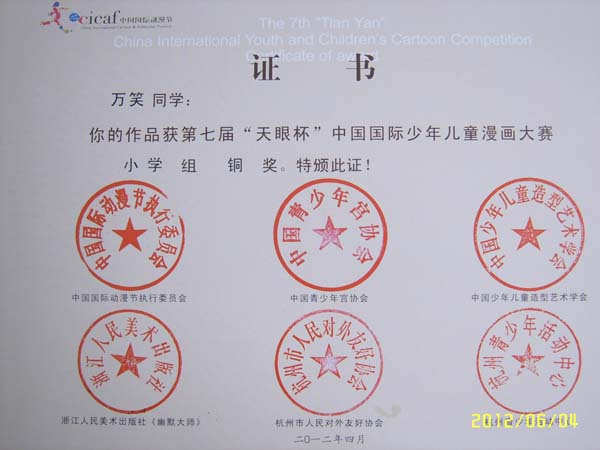 cicaf 中国国际动漫节
China International Cartoon & Animation Festival
The 7th "Tian Yan"
China International Youth and Children's Cartoon Competition
Certificate of award
证 书
万笑 同学：
你的作品获第七届“天眼杯”中国国际少年儿童漫画大赛
小学 组 铜 奖。特颁此证！
中国国际动漫节执行委员会
中国青少年宫协会
中国少年儿童造型艺术学会
中国国际动漫节执行委员会
中国青少年宫协会
中国少年儿童造型艺术学会
浙江人民美术出版社
杭州市人民对外友好协会
杭州青少年活动中心
浙江人民美术出版社《幽默大师》
杭州市人民对外友好协会
二〇一二年四月
2012/06/04